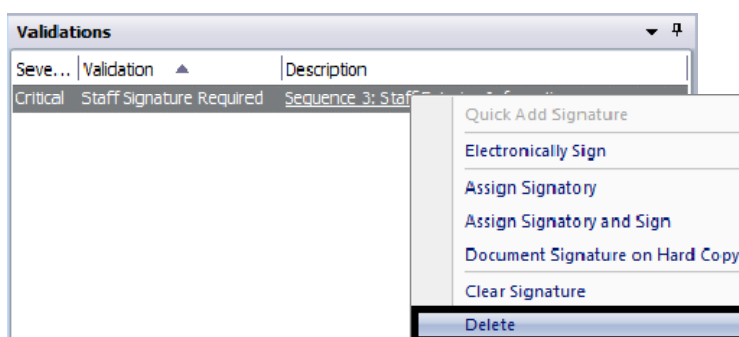 Validations
Seve... Validation Description
Critical Staff Signature Required Sequence 3: Staff
Quick Add Signature
Electronically Sign
Assign Signatory
Assign Signatory and Sign
Document Signature on Hard Copy
Clear Signature
Delete